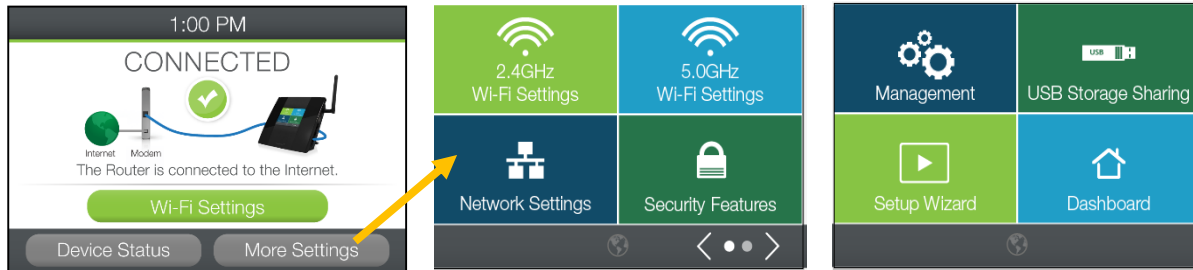 1:00 PM
CONNECTED
Internet Modem
The Router is connected to the Internet.
Wi-Fi Settings
Device Status More Settings
2.4GHz
Wi-Fi Settings
5.0GHz
Wi-Fi Settings
Network Settings
Security Features
Management
USB
USB Storage Sharing
Setup Wizard
Dashboard